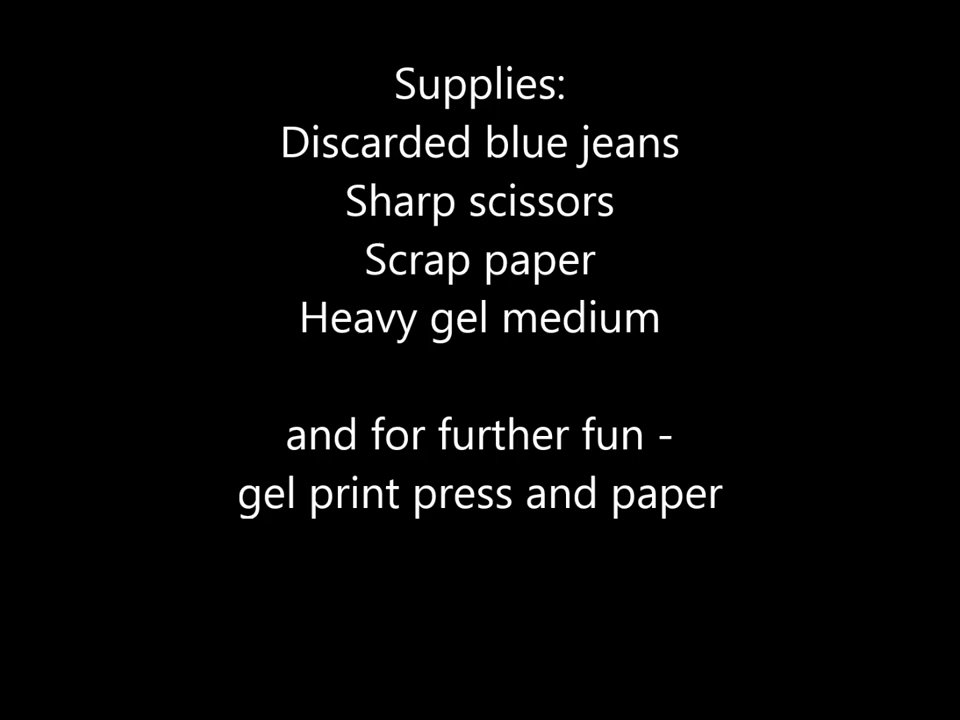 Supplies:
Discarded blue jeans
Sharp scissors
Scrap paper
Heavy gel medium
and for further fun -
gel print press and paper